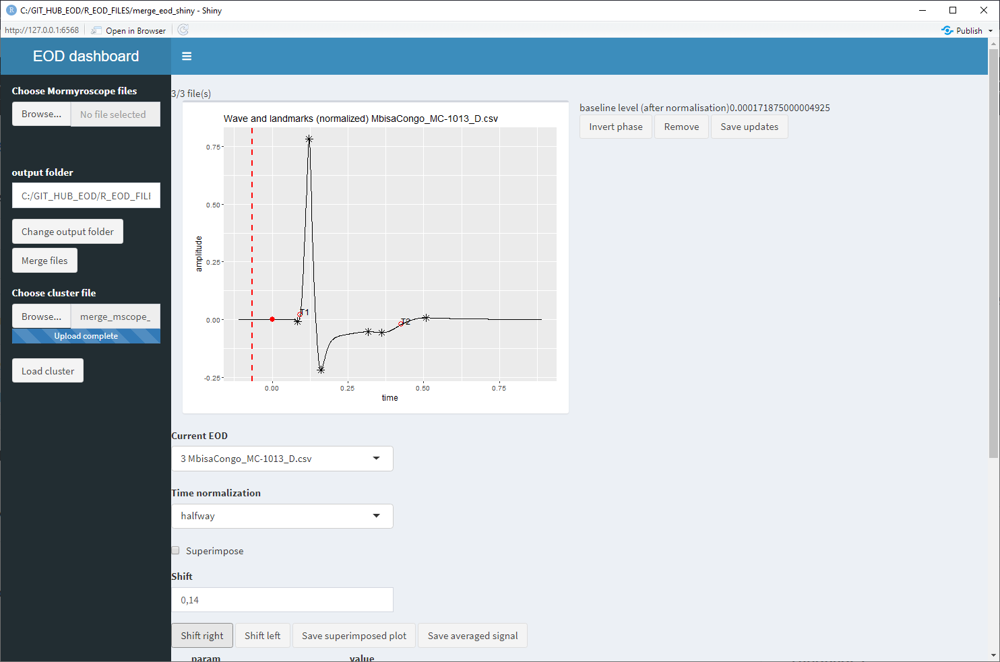 C:/GIT_HUB_EOD/R_EOD_FILES/merge_eod_shiny - Shiny
http://127.0.0.1:6568
Open in Browser
Publish
EOD dashboard
Choose Mormyroscope files
Browse...
No file selected
output folder
C:/GIT_HUB_EOD/R_EOD_FILI
Change output folder
Merge files
Choose cluster file
Browse...
merge_mscope_
Upload complete
Load cluster
3/3 file(s)
Wave and landmarks (normalized) MbisaCongo_MC-1013_D.csv
amplitude
0.75
0.50
0.25
0.00
-0.25
T1
T2
0.00 0.25 0.50 0.75
time
baseline level (after normalisation)0.000171875000004925
Invert phase
Remove
Save updates
Current EOD
3 MbisaCongo_MC-1013_D.csv
Time normalization
halfway
Superimpose
Shift
0,14
Shift right
Shift left
Save superimposed plot
Save averaged signal
param value